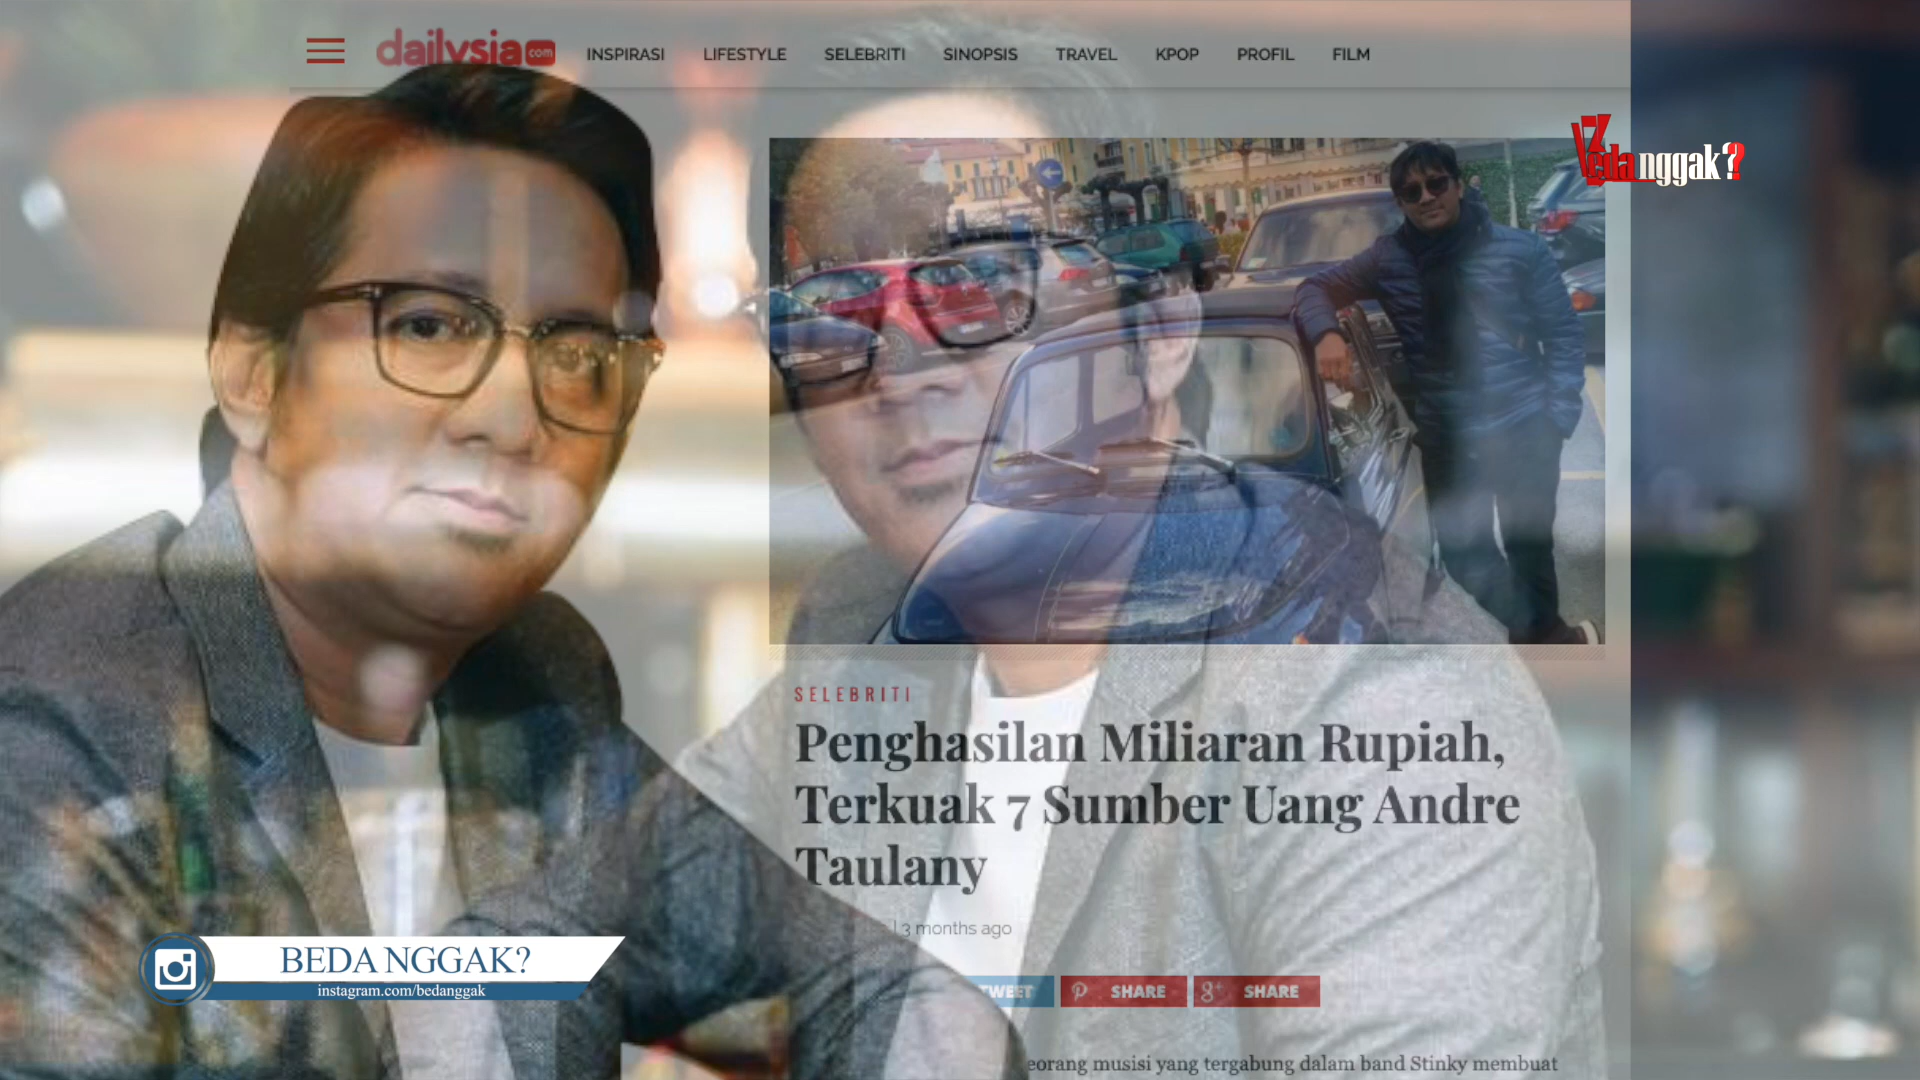 dailysia com
INSPIRASI LIFESTYLE SELEBRITI SINOPSIS TRAVEL KPOP PROFIL FILM
Bedanggak?
SELEBRITI
Penghasilan Miliaran Rupiah,
Terkuak 7 Sumber Uang Andre
Taulany
| 3 months ago
TWEET SHARE g+ SHARE
BEDA NGGAK?
instagram.com/bedanggak
eorang musisi yang tergabung dalam band Stinky membuat